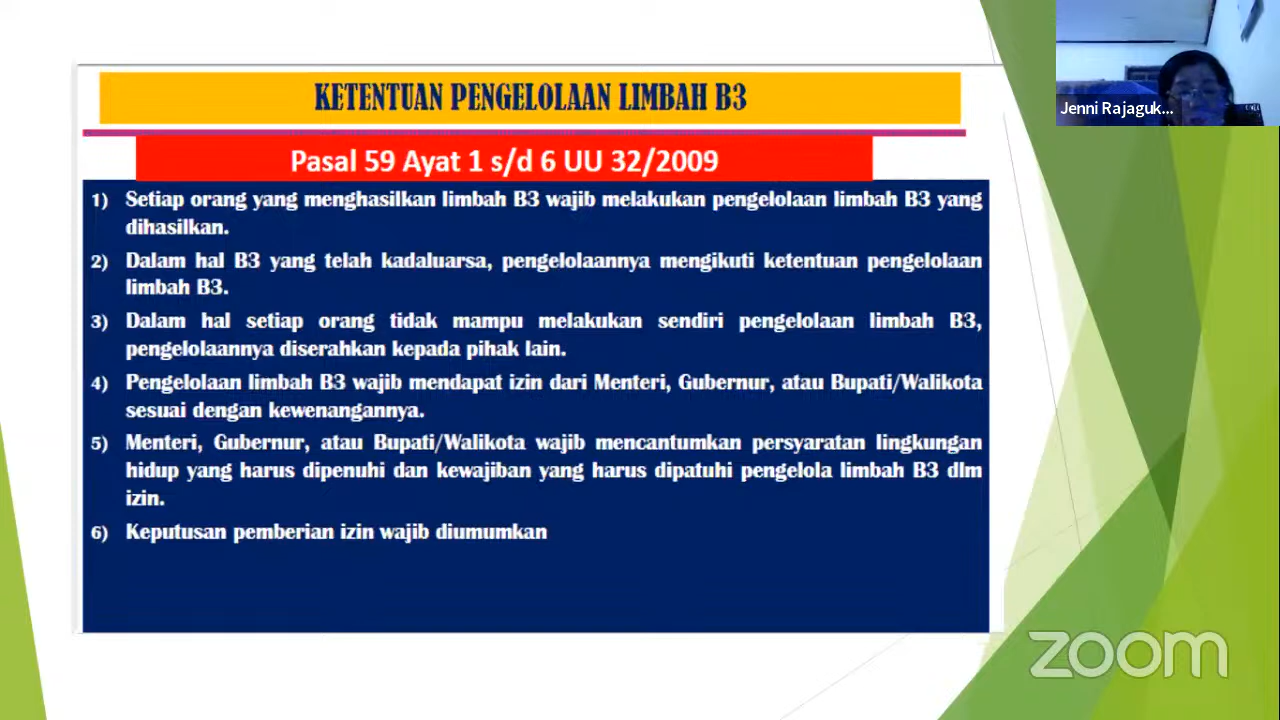 KETENTUAN PENGELOLAAN LIMBAH B3
Jenni Rajaguk...
Pasal 59 Ayat 1 s/d 6 UU 32/2009
1) Setiap orang yang menghasilkan limbah B3 wajib melakukan pengelolaan limbah B3 yang
dihasilkan.
2) Dalam hal B3 yang telah kadaluarsa, pengelolaannya mengikuti ketentuan pengelolaan
limbah B3.
3) Dalam hal setiap orang tidak mampu melakukan sendiri pengelolaan limbah B3,
pengelolaannya diserahkan kepada pihak lain.
4) Pengelolaan limbah B3 wajib mendapat izin dari Menteri, Gubernur, atau Bupati/Walikota
sesuai dengan kewenangannya.
5) Menteri, Gubernur, atau Bupati/Walikota wajib mencantumkan persyaratan lingkungan
hidup yang harus dipenuhi dan kewajiban yang harus dipatuhi pengelola limbah B3 dlm
izin.
6) Keputusan pemberian izin wajib diumumkan
zoom